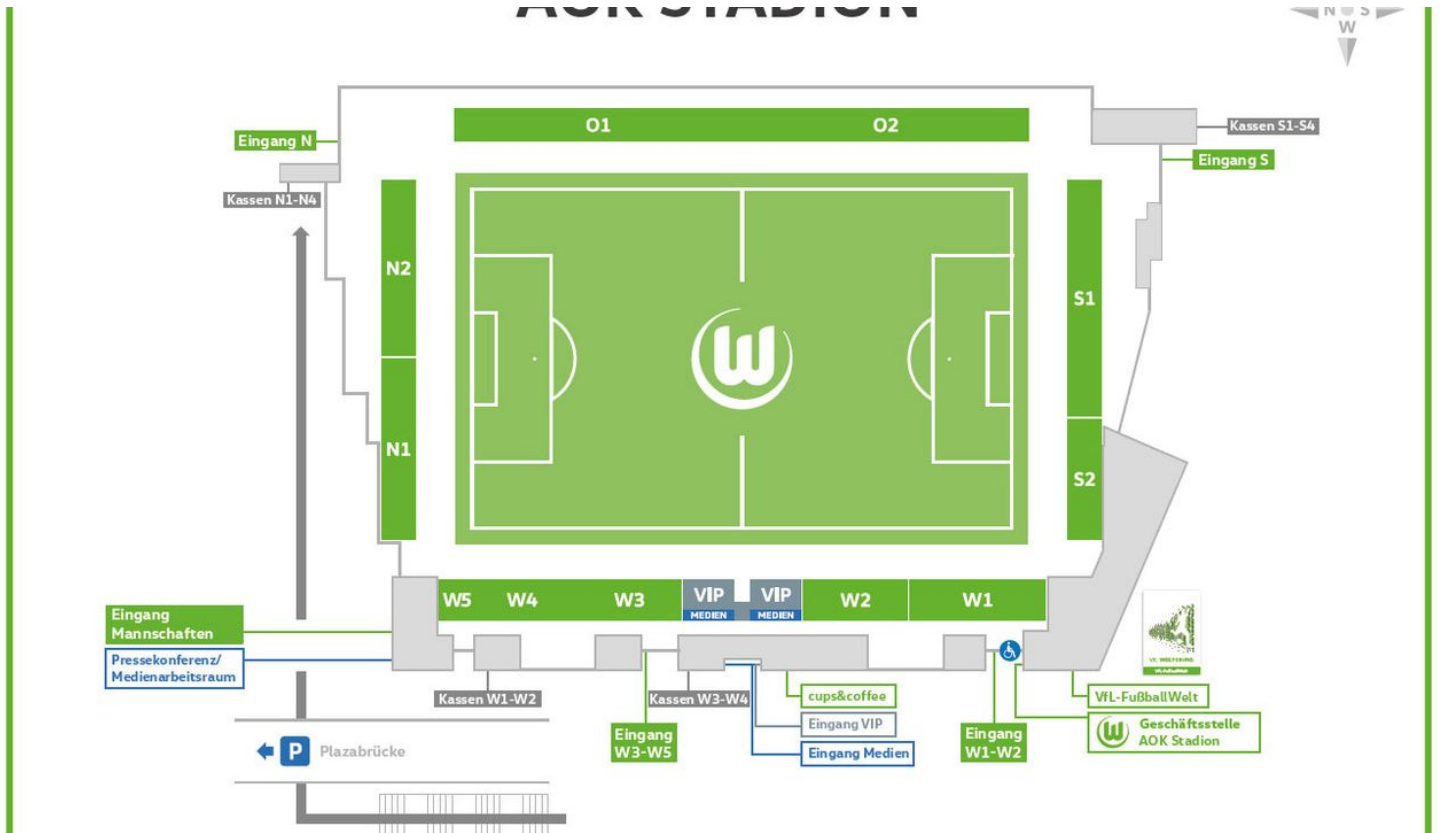 AOK STADION
N S
W
O1
O2
Eingang N
Kassen S1-S4
Eingang S
Kassen N1-N4
N2
S1
N1
S2
W5
W4
W3
VIP
MEDIEN
VIP
MEDIEN
W2
W1
Eingang
Mannschaften
Pressekonferenz/
Medienarbeitsraum
Kassen W1-W2
Kassen W3-W4
cups&coffee
VfL-FußballWelt
Eingang
W3-W5
Eingang VIP
Eingang Medien
Eingang
W1-W2
Geschäftsstelle
AOK Stadion
P
Plazabrücke